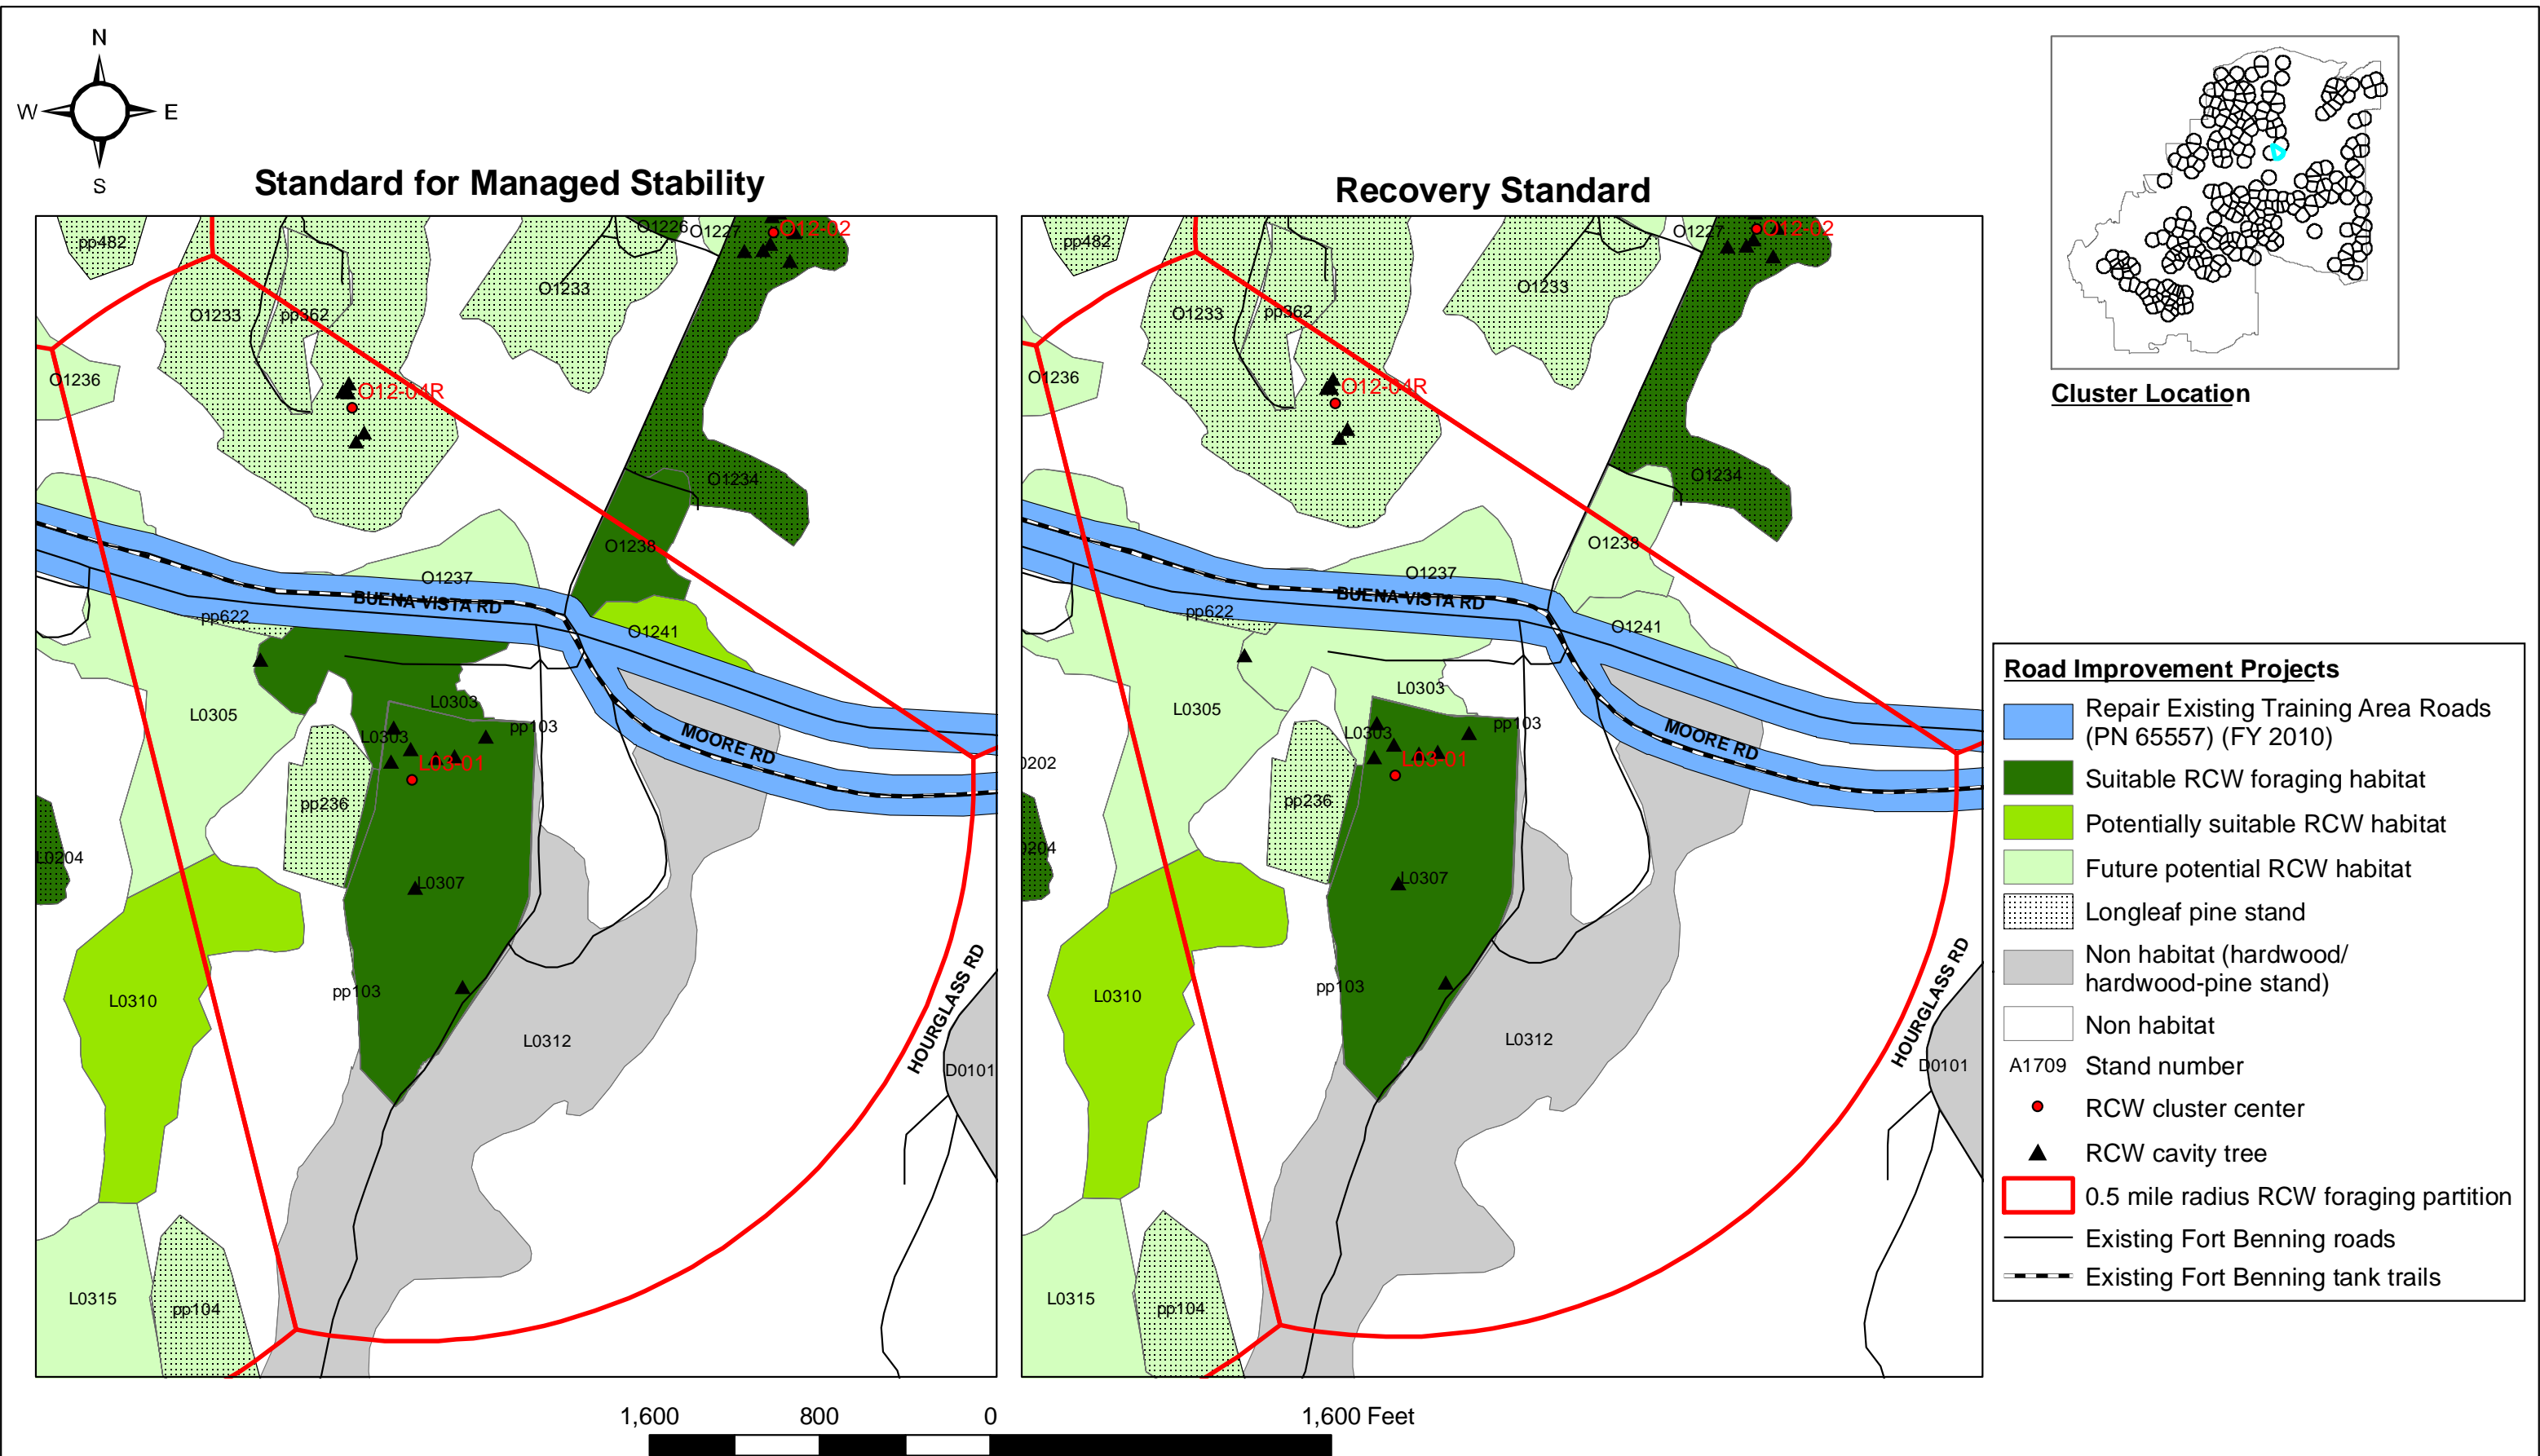 N
W
E
S
Standard for Managed Stability
Recovery Standard
Cluster Location
pp482
O1226
O1227
O12-02
O1233
pp362
O1233
O1236
O12-04R
O1234
O1238
O1237
BUENA VISTA RD
pp622
O1241
L0303
L0305
pp103
L0303
MOORE RD
L03-01
pp236
L0204
L0307
HOURGLASS RD
pp103
L0310
L0312
D0101
L0315
pp104
pp482
O1227
O12-02
O1233
pp362
O1233
O1236
O12-04R
O1234
O1238
O1237
BUENA VISTA RD
pp622
O1241
L0303
L0305
pp103
L0303
MOORE RD
0202
L03-01
pp236
0204
L0307
HOURGLASS RD
pp103
L0310
L0312
D0101
L0315
pp104
Road Improvement Projects
Repair Existing Training Area Roads
(PN 65557) (FY 2010)
Suitable RCW foraging habitat
Potentially suitable RCW habitat
Future potential RCW habitat
Longleaf pine stand
Non habitat (hardwood/
hardwood-pine stand)
Non habitat
A1709 Stand number
RCW cluster center
RCW cavity tree
0.5 mile radius RCW foraging partition
Existing Fort Benning roads
Existing Fort Benning tank trails
1,600 800 0 1,600 Feet